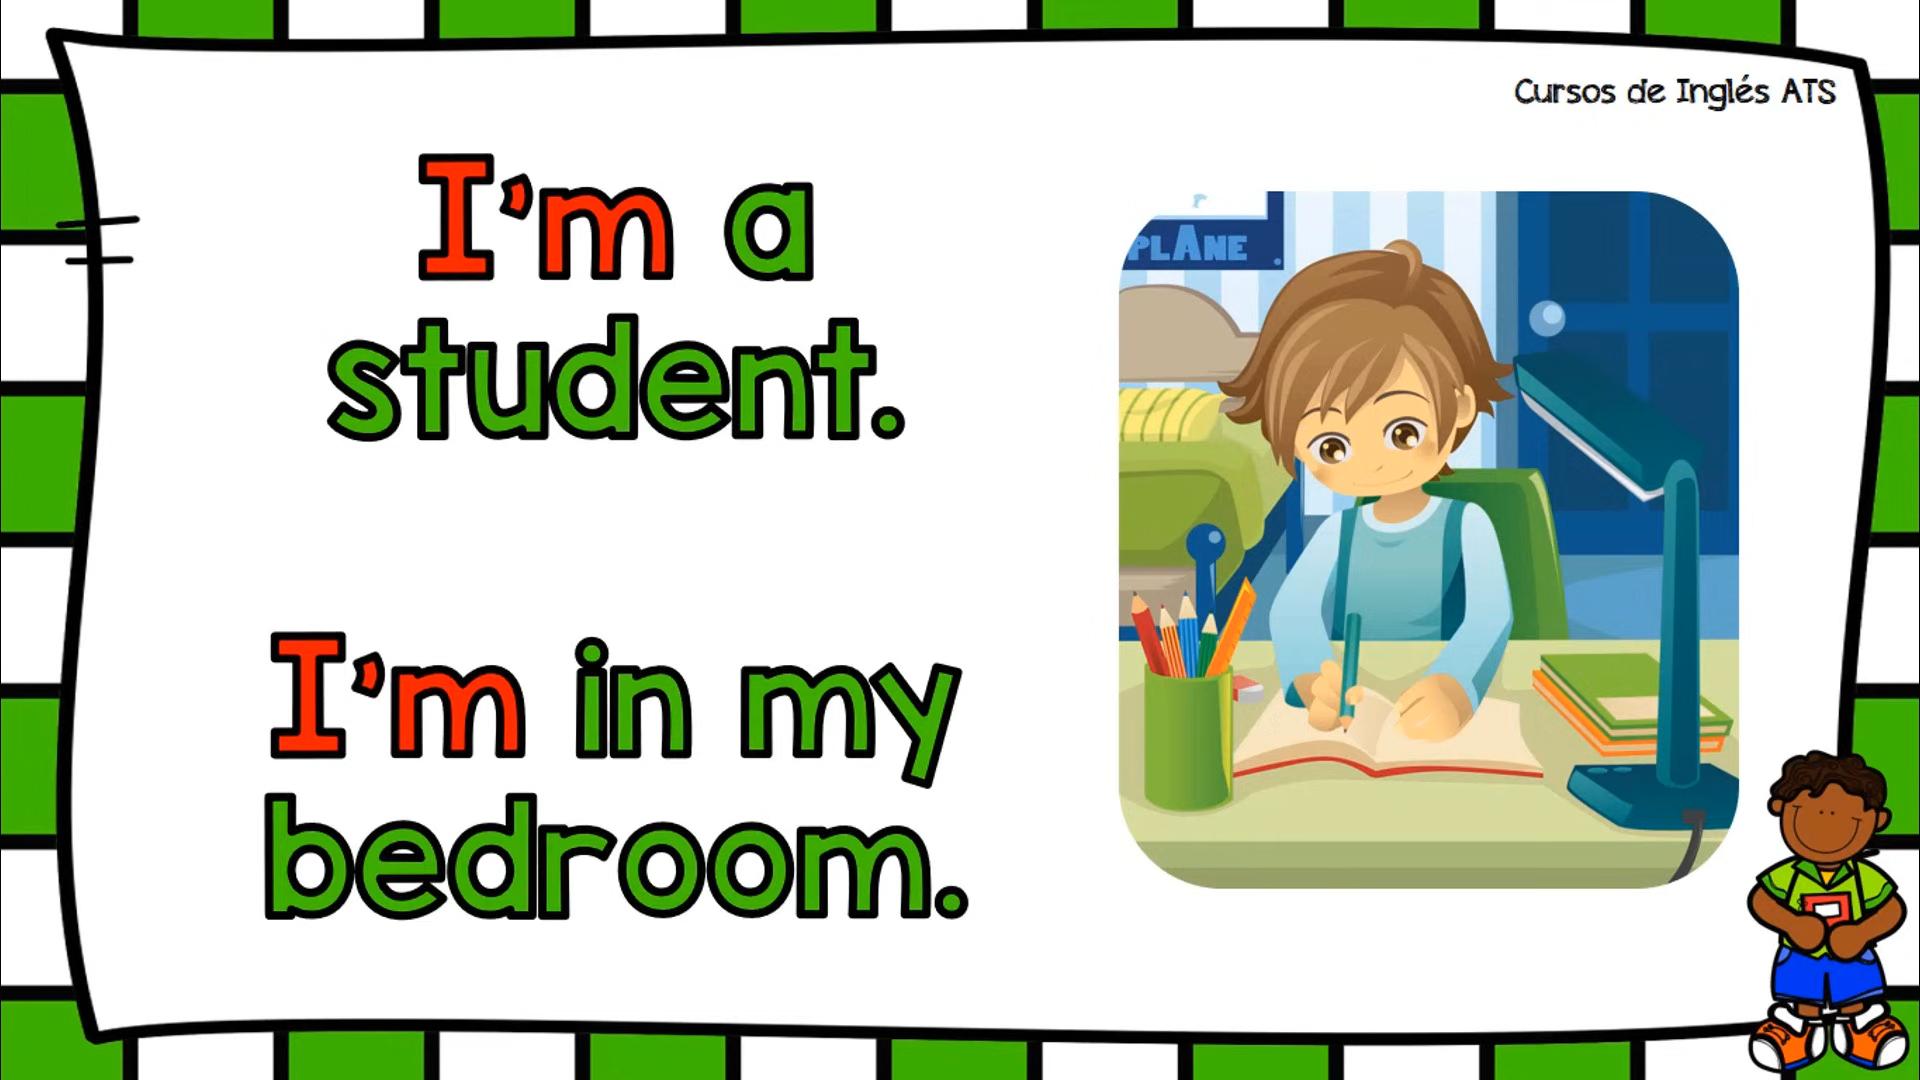 Cursos de Inglés ATS
I'm a
student.
I'm in my
bedroom.
PLANE